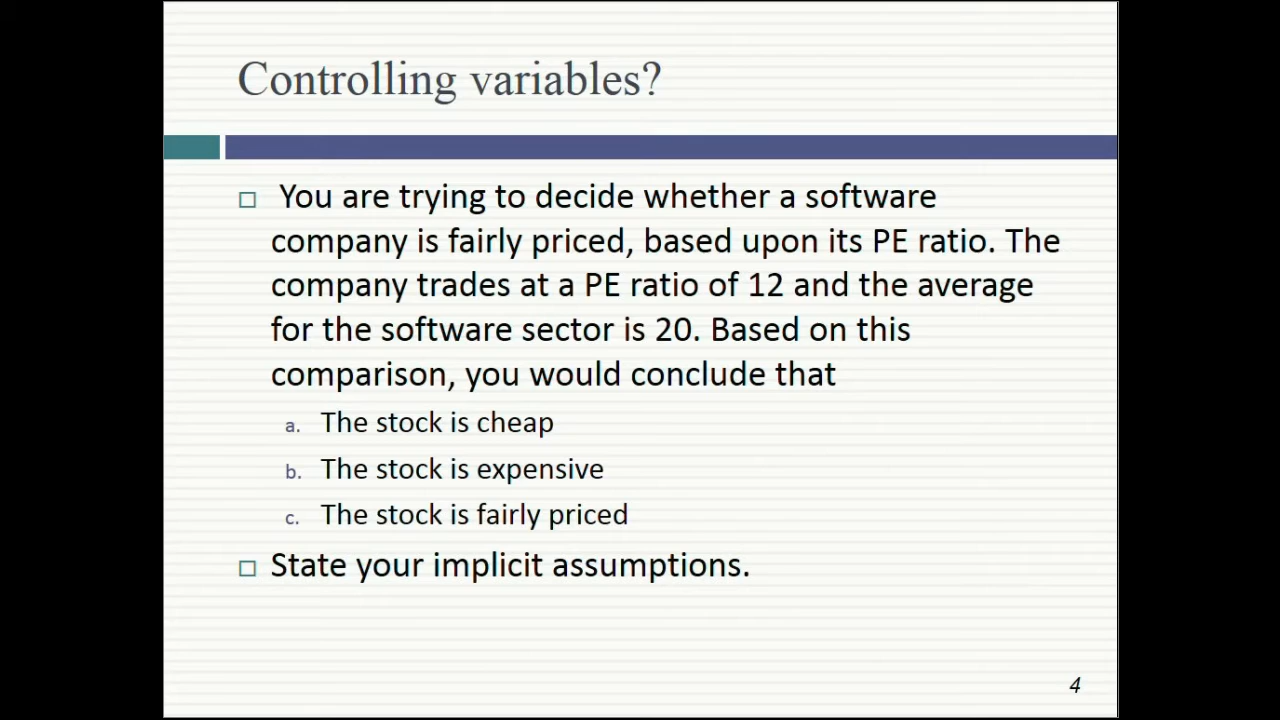 Controlling variables?
You are trying to decide whether a software
company is fairly priced, based upon its PE ratio. The
company trades at a PE ratio of 12 and the average
for the software sector is 20. Based on this
comparison, you would conclude that
a. The stock is cheap
b. The stock is expensive
c. The stock is fairly priced
State your implicit assumptions.
4